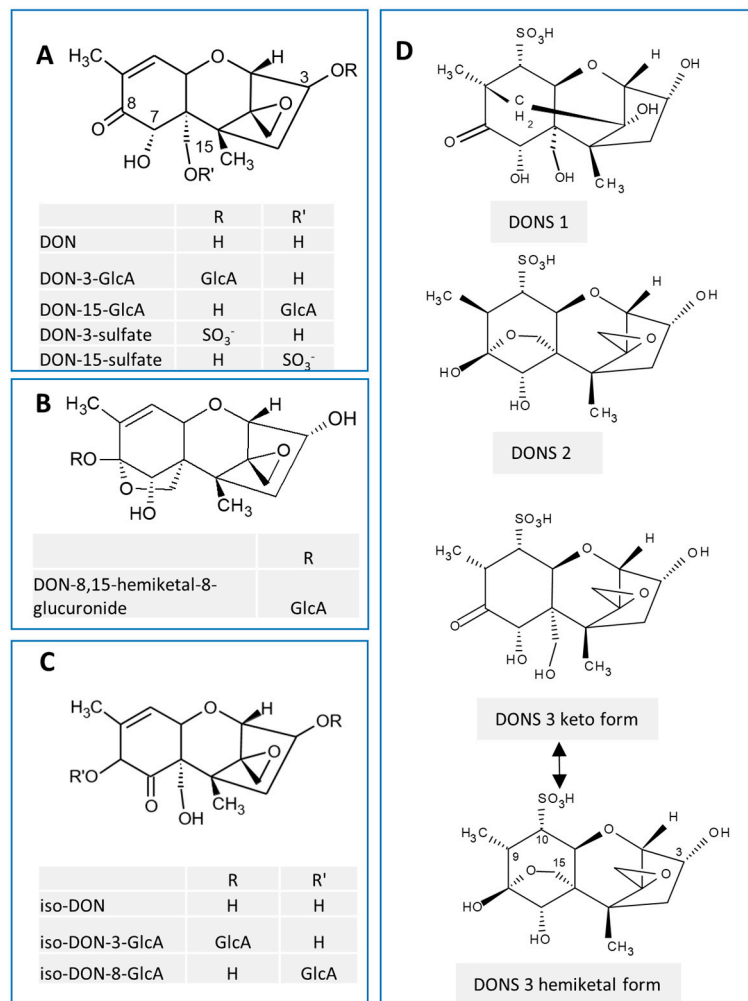 A
H₃C
O
H
3
OR
8
7
O
O
HO
15
CH₃
OR'
R R'
DON H H
DON-3-GlcA GlcA H
DON-15-GlcA H GlcA
DON-3-sulfate SO₃⁻ H
DON-15-sulfate H SO₃⁻
B
H₃C
O
H
OH
RO
O
O
HO
CH₃
R
DON-8,15-hemiketal-8-
glucuronide GlcA
C
H₃C
O
H
OR
R'O
O
O
CH₃
OH
R R'
iso-DON H H
iso-DON-3-GlcA GlcA H
iso-DON-8-GlcA H GlcA
D
SO₃H
H
H₃C
O
OH
C
H₂
OH
O
OH
OH
CH₃
DONS 1
SO₃H
H
H₃C
O
OH
O
O
HO
HO
CH₃
DONS 2
SO₃H
H
H₃C
O
OH
O
O
HO
HO
CH₃
DONS 3 keto form
SO₃H
H
10
H₃C
O
OH
9
15
3
O
O
HO
HO
CH₃
DONS 3 hemiketal form